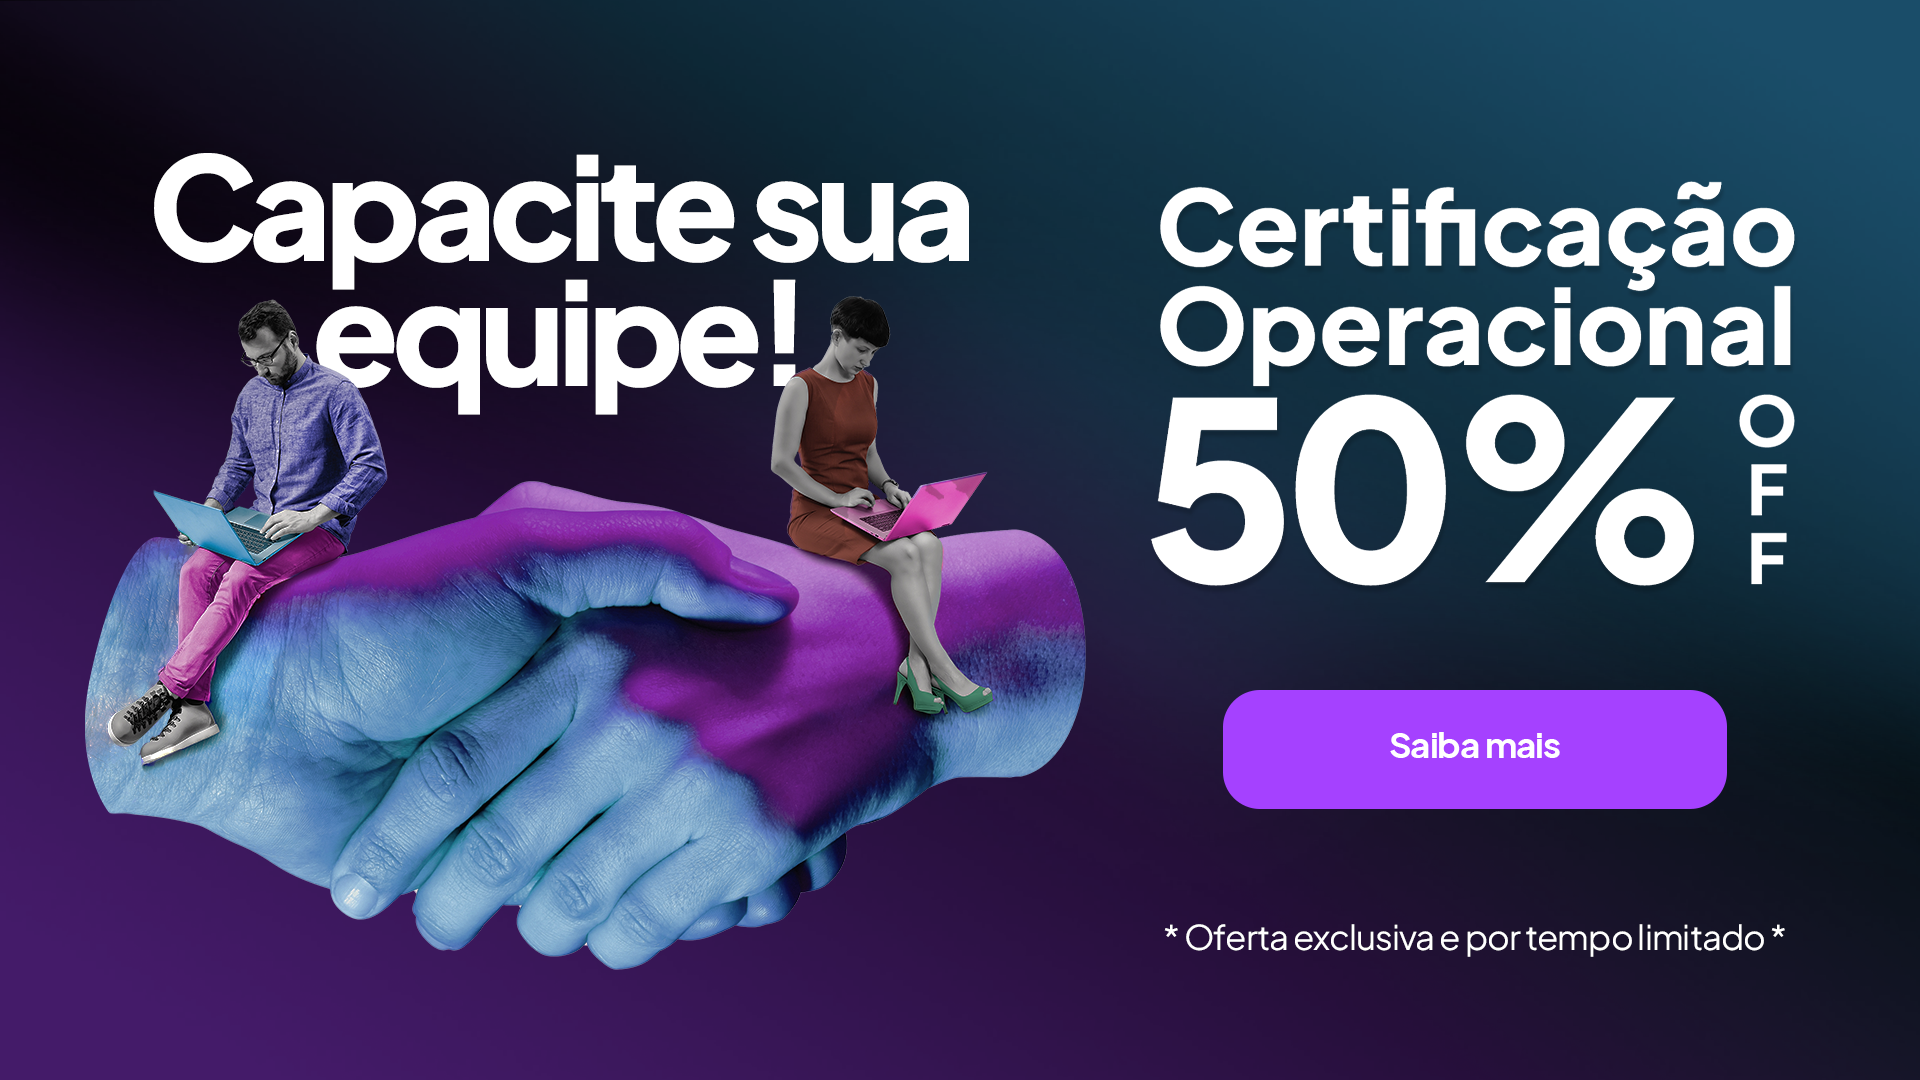 Capacite sua
equipe!
Certificação
Operacional
50% OFF
Saiba mais
* Oferta exclusiva e por tempo limitado *